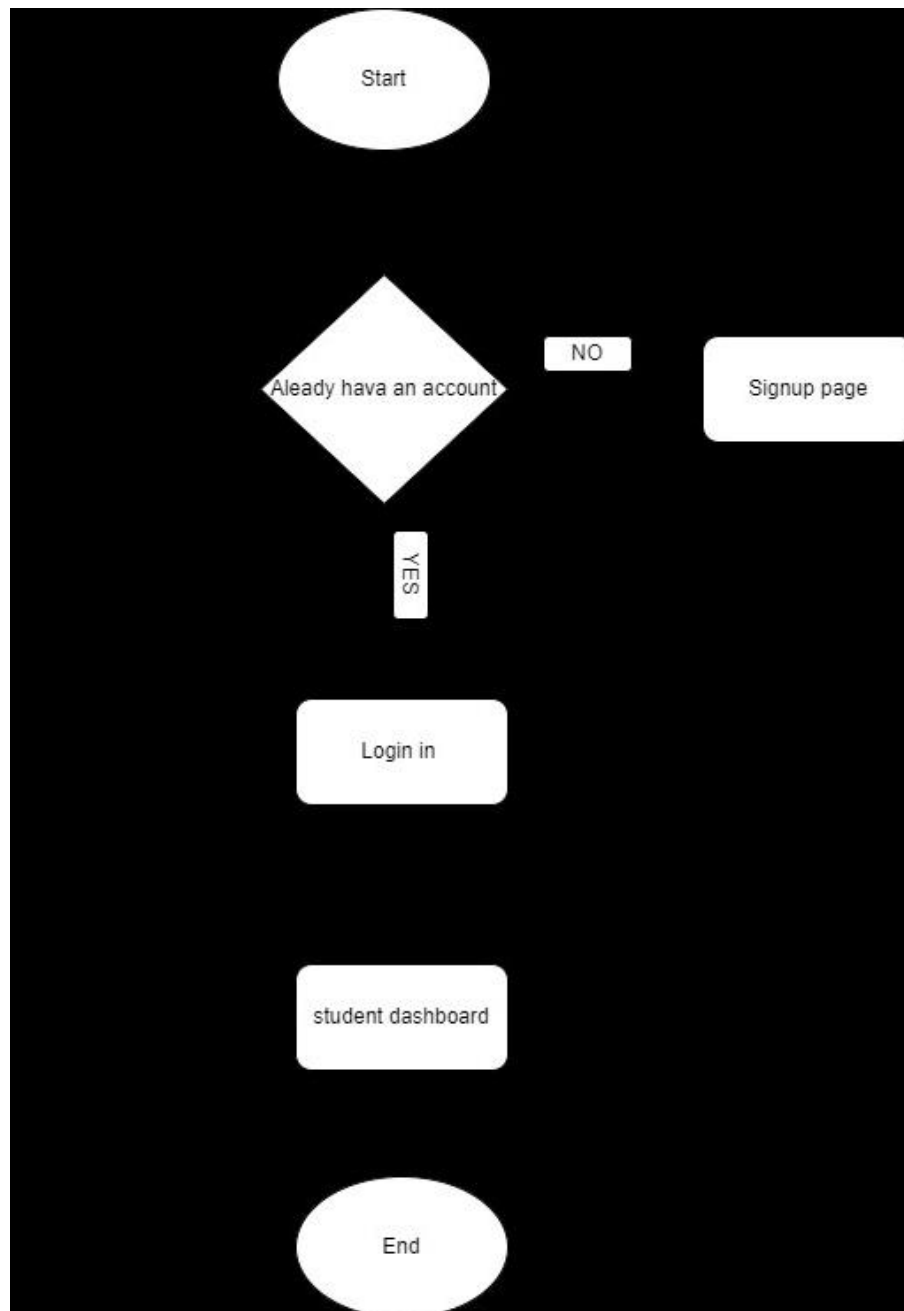 Start
Aleady hava an account
NO
Signup page
YES
Login in
student dashboard
End